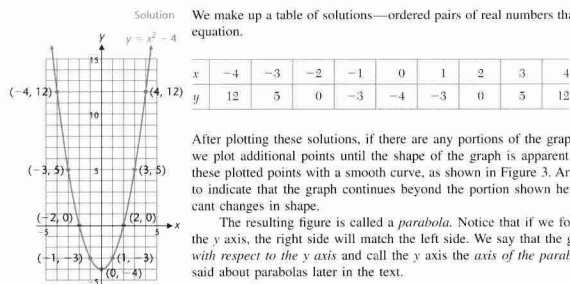 Solution
We make up a table of solutions—ordered pairs of real numbers tha
equation.
y
y = x² − 4
15
x −4 −3 −2 −1 0 1 2 3 4
y 12 5 0 −3 −4 −3 0 5 12
(−4, 12)
(4, 12)
10
After plotting these solutions, if there are any portions of the grap
we plot additional points until the shape of the graph is apparent.
these plotted points with a smooth curve, as shown in Figure 3. Ar
to indicate that the graph continues beyond the portion shown he
cant changes in shape.
(−3, 5)
5
(3, 5)
The resulting figure is called a parabola. Notice that if we fo
the y axis, the right side will match the left side. We say that the g
with respect to the y axis and call the y axis the axis of the parab
said about parabolas later in the text.
(−2, 0)
(2, 0)
−5
5
x
(−1, −3)
(1, −3)
(0, −4)
−5